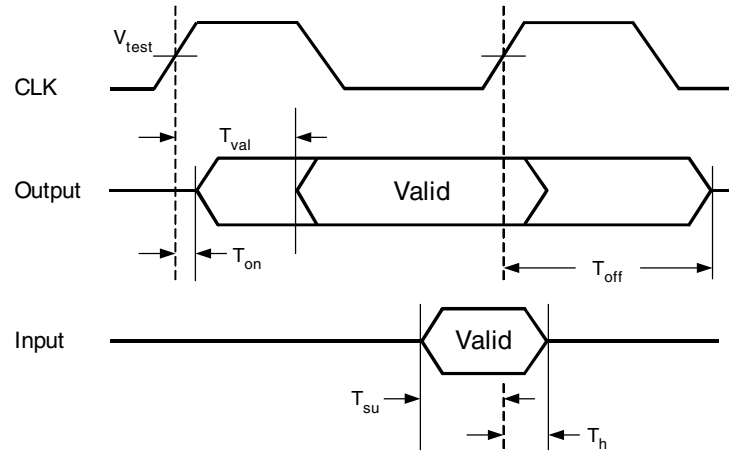 V_test
CLK
T_val
Output
Valid
T_on
T_off
Input
Valid
T_su
T_h